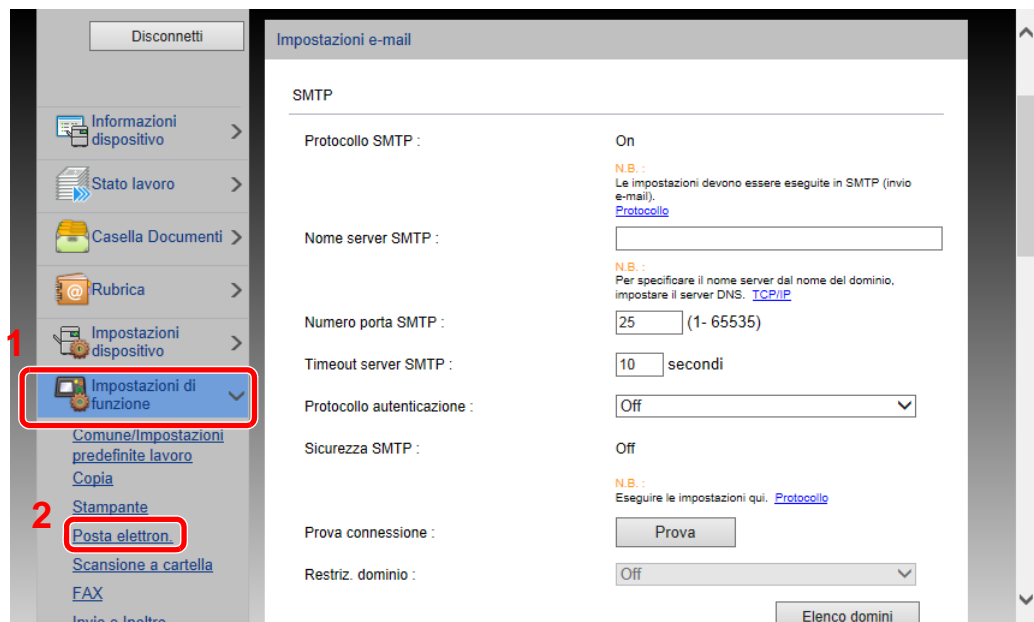 Disconnetti
Informazioni
dispositivo
Stato lavoro
Casella Documenti
Rubrica
Impostazioni
dispositivo
1
Impostazioni di
funzione
Comune/Impostazioni
predefinite lavoro
Copia
Stampante
2
Posta elettron.
Scansione a cartella
FAX
Invio e Inoltro
Impostazioni e-mail
SMTP
Protocollo SMTP : On
N.B. :
Le impostazioni devono essere eseguite in SMTP (invio
e-mail).
Protocollo
Nome server SMTP :
N.B. :
Per specificare il nome server dal nome del dominio,
impostare il server DNS. TCP/IP
Numero porta SMTP : 25 (1- 65535)
Timeout server SMTP : 10 secondi
Protocollo autenticazione : Off
Sicurezza SMTP : Off
N.B. :
Eseguire le impostazioni qui. Protocollo
Prova connessione : Prova
Restriz. dominio : Off
Elenco domini